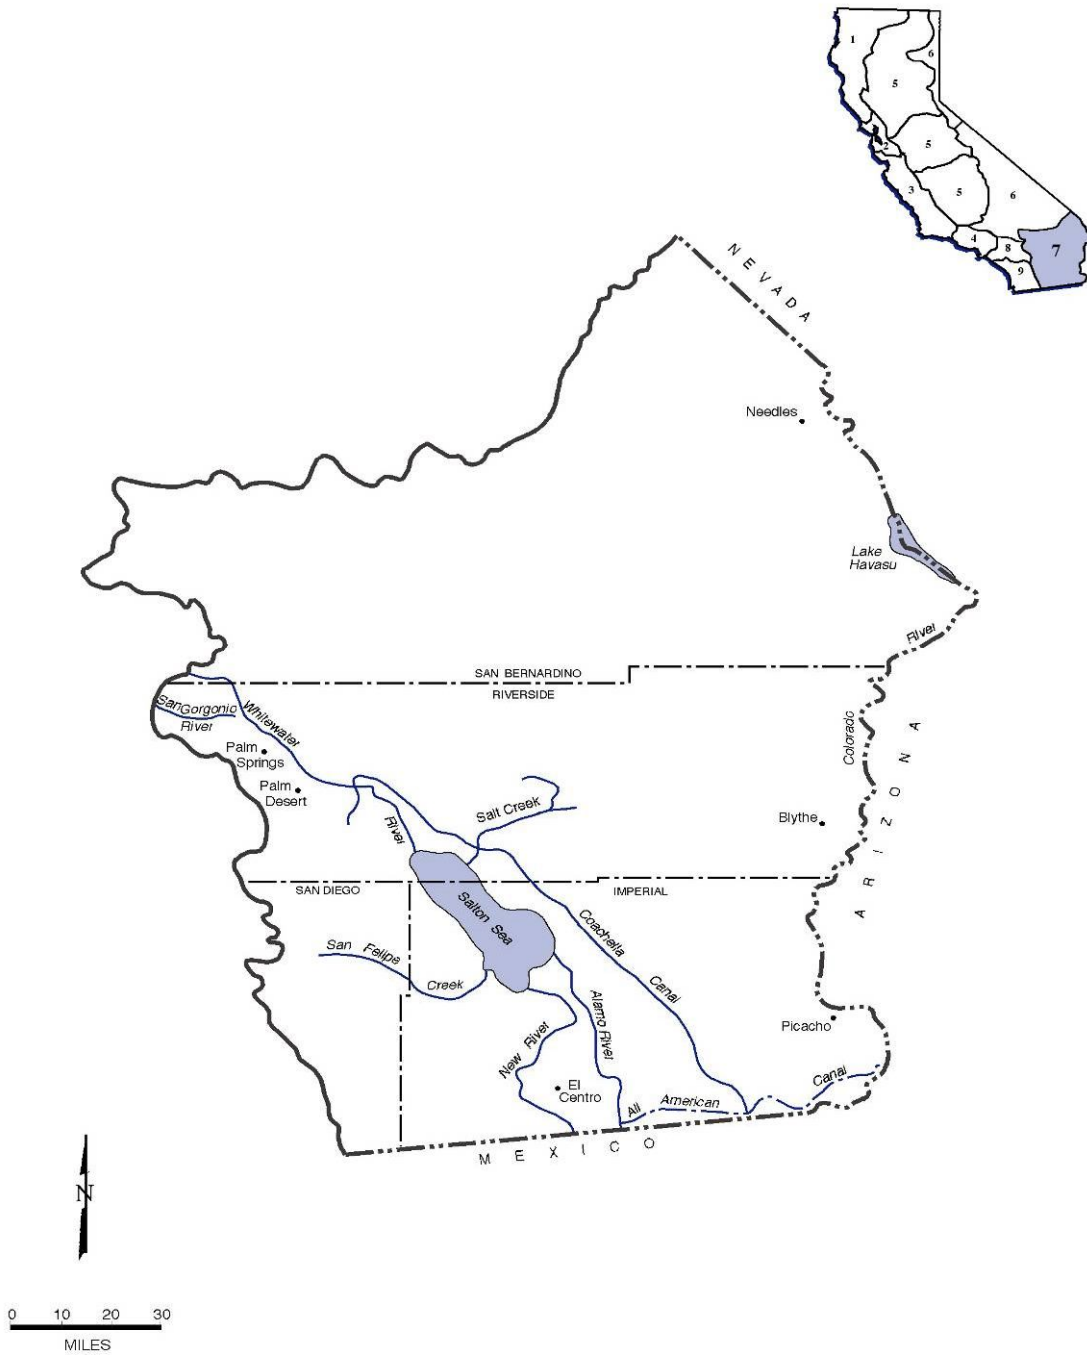 1
6
5
2
5
3
5
6
4
8
7
9
NEVADA
Needles
Lake
Havasu
River
SAN BERNARDINO
RIVERSIDE
San Gorgonio
River
Whitewater
Palm
Springs
Palm
Desert
River
Salt Creek
Colorado
ARIZONA
Blythe
SAN DIEGO
IMPERIAL
Salton Sea
Coachella
Canal
San Felipe
Creek
Alamo River
New River
Picacho
El
Centro
All American
Canal
MEXICO
N
0 10 20 30
MILES